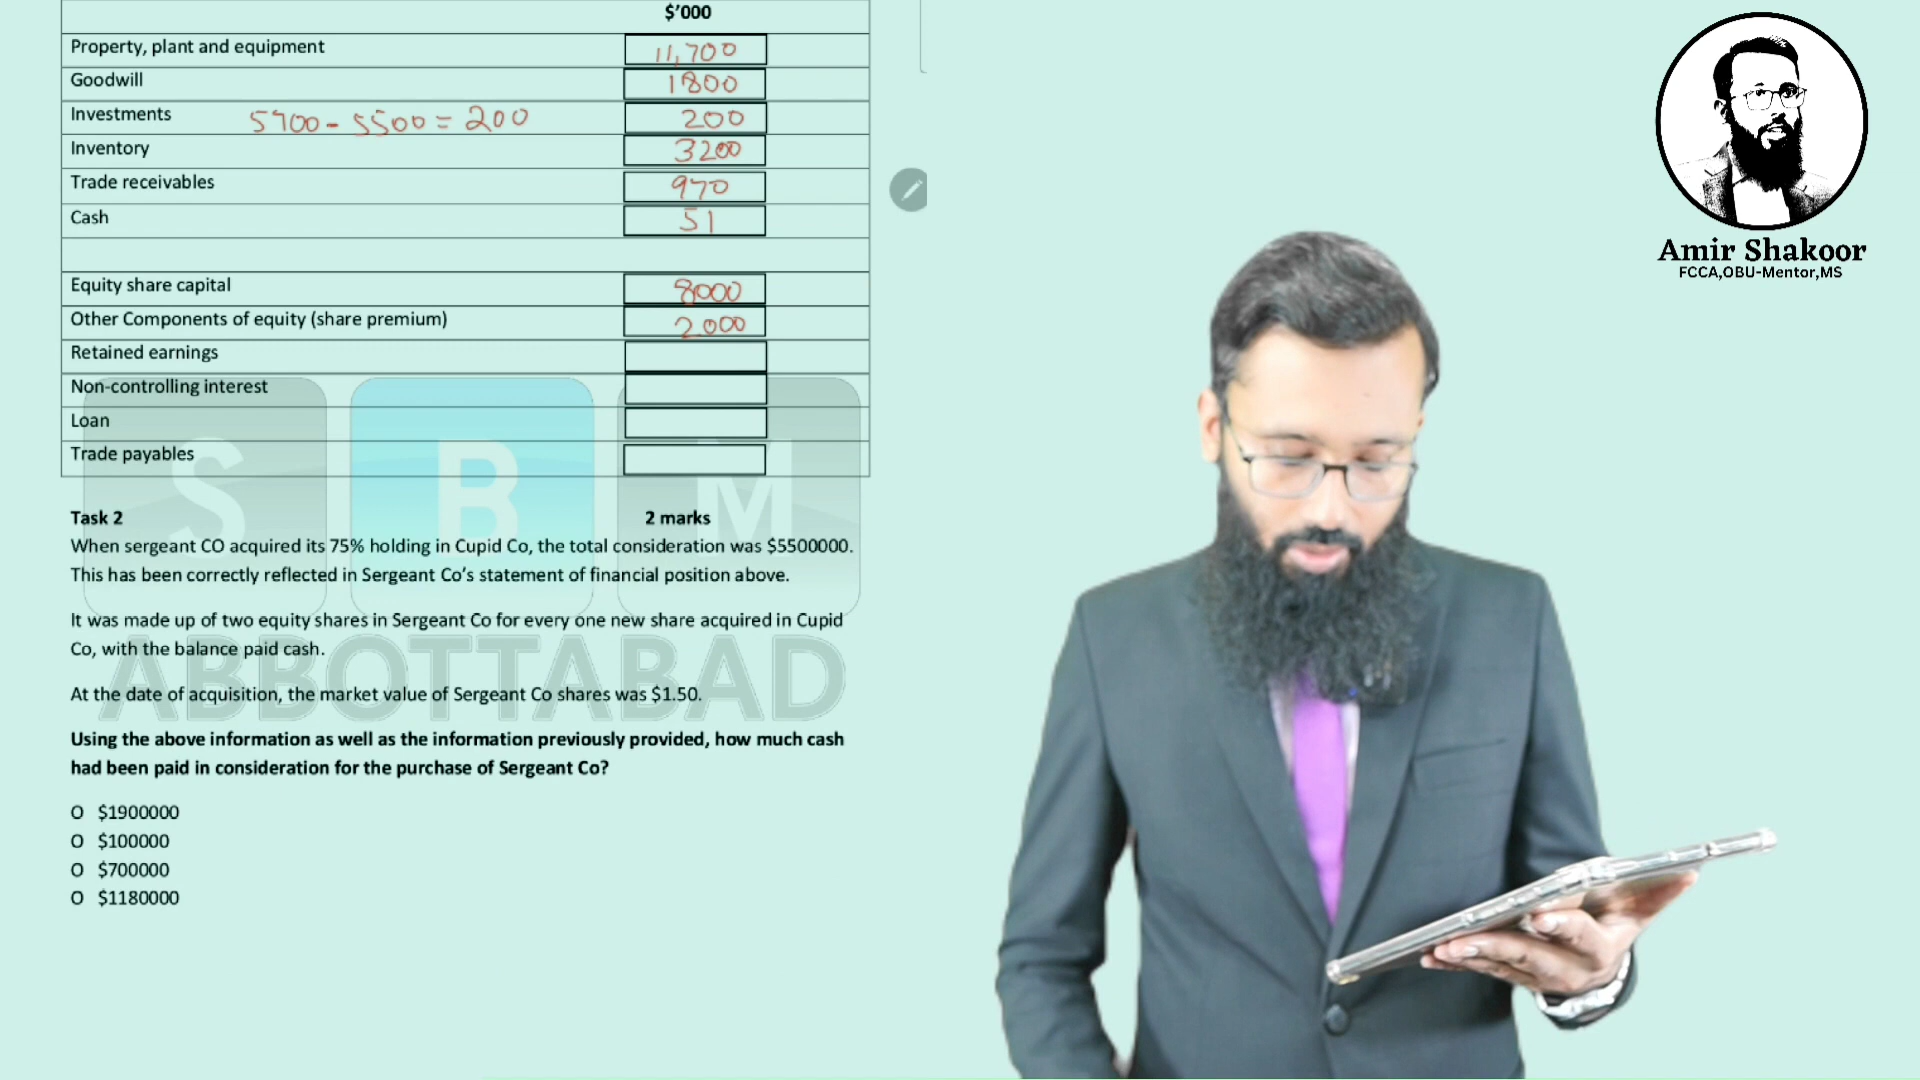 $'000
Property, plant and equipment 11,700
Goodwill 1800
Investments 5700 - 5500 = 200 200
Inventory 3200
Trade receivables 970
Cash 51
Equity share capital 8000
Other Components of equity (share premium) 2000
Retained earnings
Non-controlling interest
Loan
Trade payables
Task 2 2 marks
When sergeant CO acquired its 75% holding in Cupid Co, the total consideration was $5500000.
This has been correctly reflected in Sergeant Co's statement of financial position above.
It was made up of two equity shares in Sergeant Co for every one new share acquired in Cupid
Co, with the balance paid cash.
At the date of acquisition, the market value of Sergeant Co shares was $1.50.
Using the above information as well as the information previously provided, how much cash
had been paid in consideration for the purchase of Sergeant Co?
O $1900000
O $100000
O $700000
O $1180000
S B M
ABBOTTABAD
Amir Shakoor
FCCA,OBU-Mentor,MS